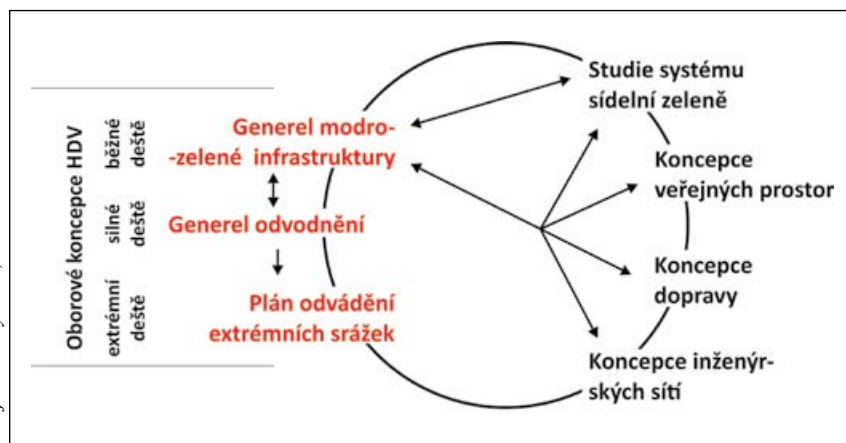 Oborové koncepce HDV
běžné
deště
silné
deště
extrémní
deště
Generel modro-
-zelené infrastruktury
Generel odvodnění
Plán odvádění
extrémních srážek
Studie systému
sídelní zeleně
Koncepce
veřejných prostor
Koncepce
dopravy
Koncepce inženýr-
ských sítí